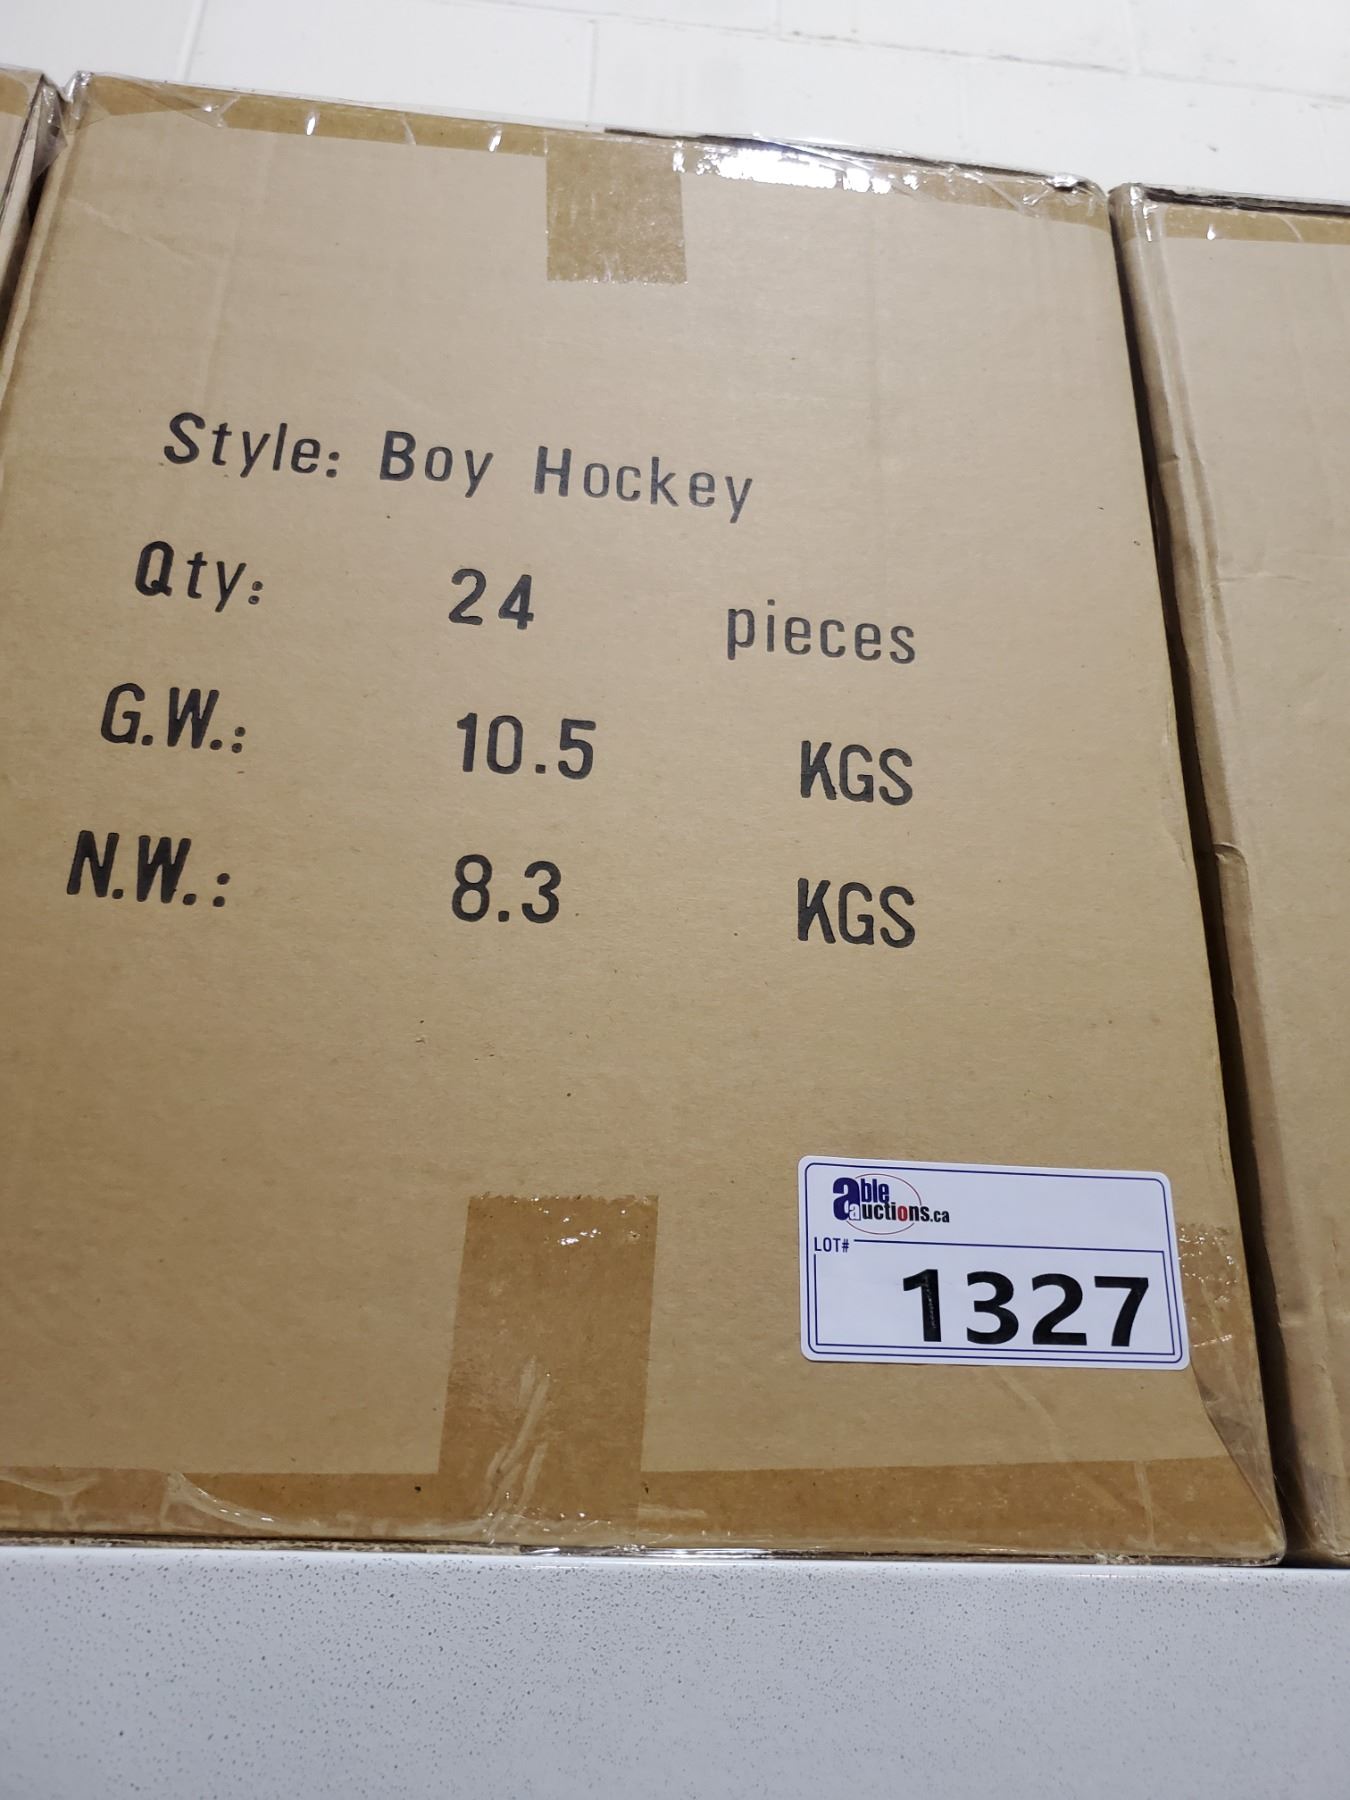 Style: Boy Hockey
Qty: 24 pieces
G.W.: 10.5 KGS
N.W.: 8.3 KGS
able
auctions.ca
LOT#
1327